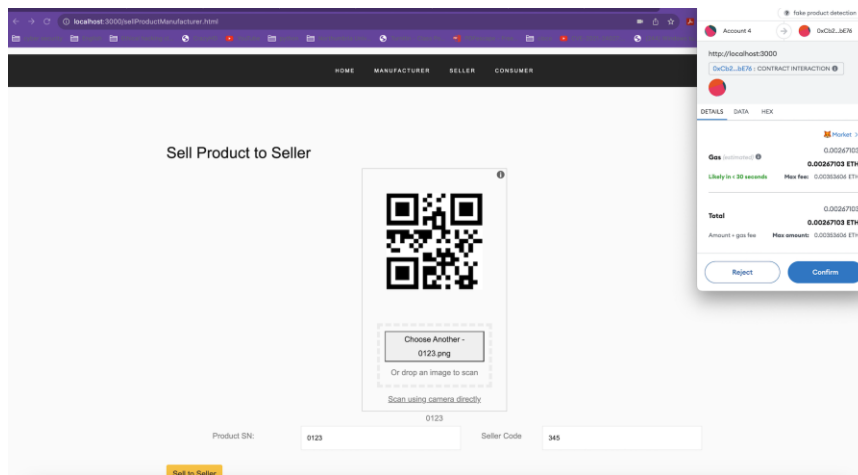 localhost:3000/sellProductManufacturer.html
fake product detection
Account 4
0xCb2...bE76
http://localhost:3000
0xCb2...bE76 : CONTRACT INTERACTION
DETAILS DATA HEX
Market >
Gas (estimated)
0.00267103
0.00267103 ETH
Likely in < 30 seconds
Max fee: 0.00353606 ETH
Total
0.00267103
0.00267103 ETH
Amount + gas fee
Max amount: 0.00353606 ETH
Reject
Confirm
HOME MANUFACTURER SELLER CONSUMER
Sell Product to Seller
Choose Another -
0123.png
Or drop an image to scan
Scan using camera directly
0123
Product SN:
0123
Seller Code
345
Sell to Seller